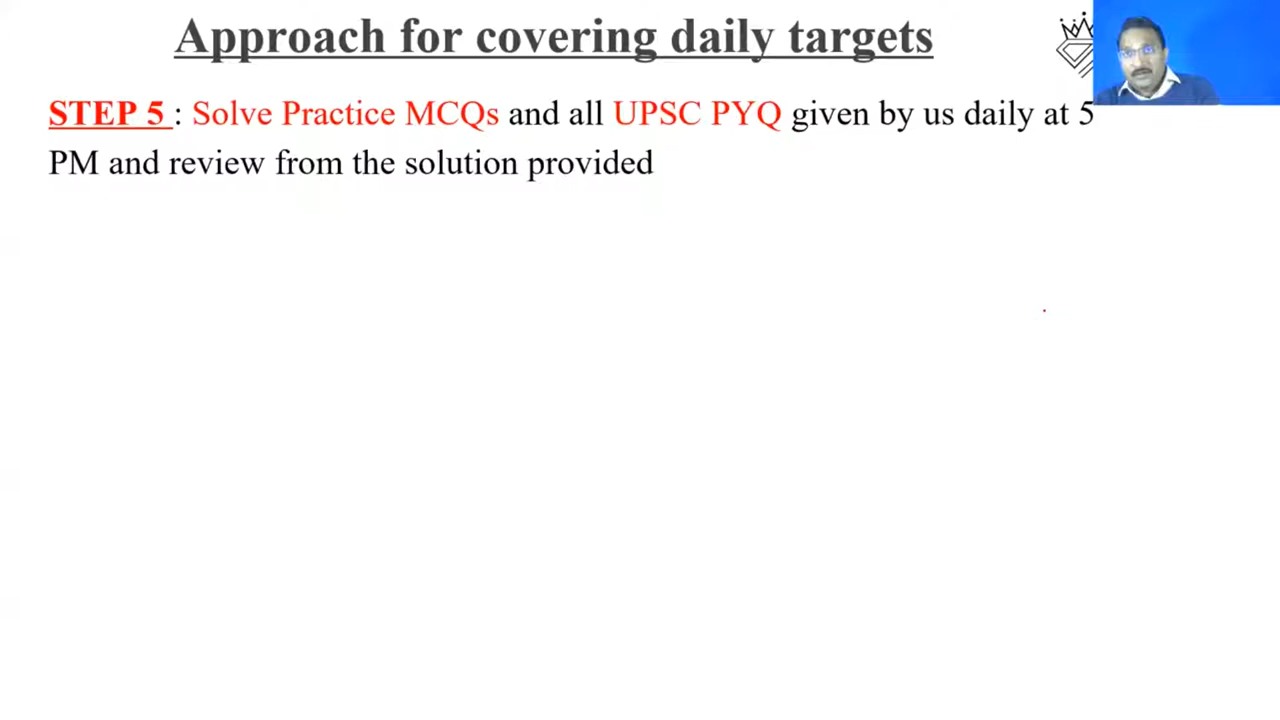 Approach for covering daily targets
STEP 5 : Solve Practice MCQs and all UPSC PYQ given by us daily at 5
PM and review from the solution provided